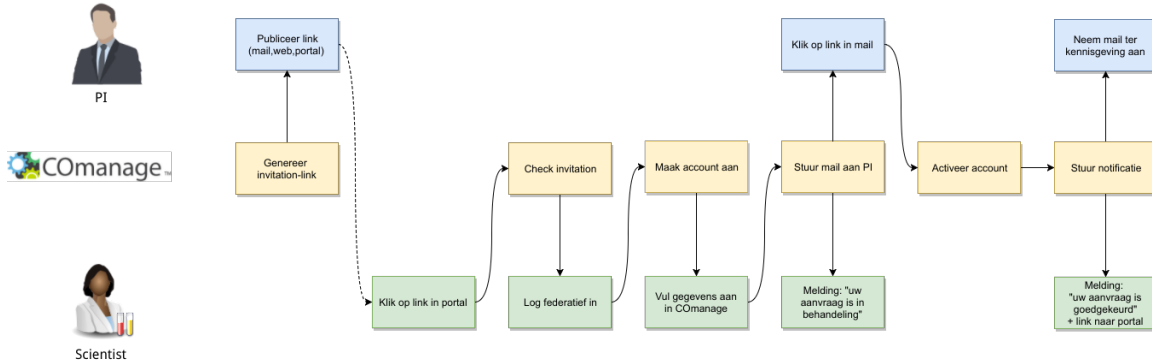 Publiceer link
(mail,web,portal)
Klik op link in mail
Neem mail ter
kennisgeving aan
PI
COmanage
TM
Genereer
invitation-link
Check invitation
Maak account aan
Stuur mail aan PI
Activeer account
Stuur notificatie
Klik op link in portal
Log federatief in
Vul gegevens aan
in COmanage
Melding: "uw
aanvraag is in
behandeling"
Melding:
"uw aanvraag is
goedgekeurd"
+ link naar portal
Scientist